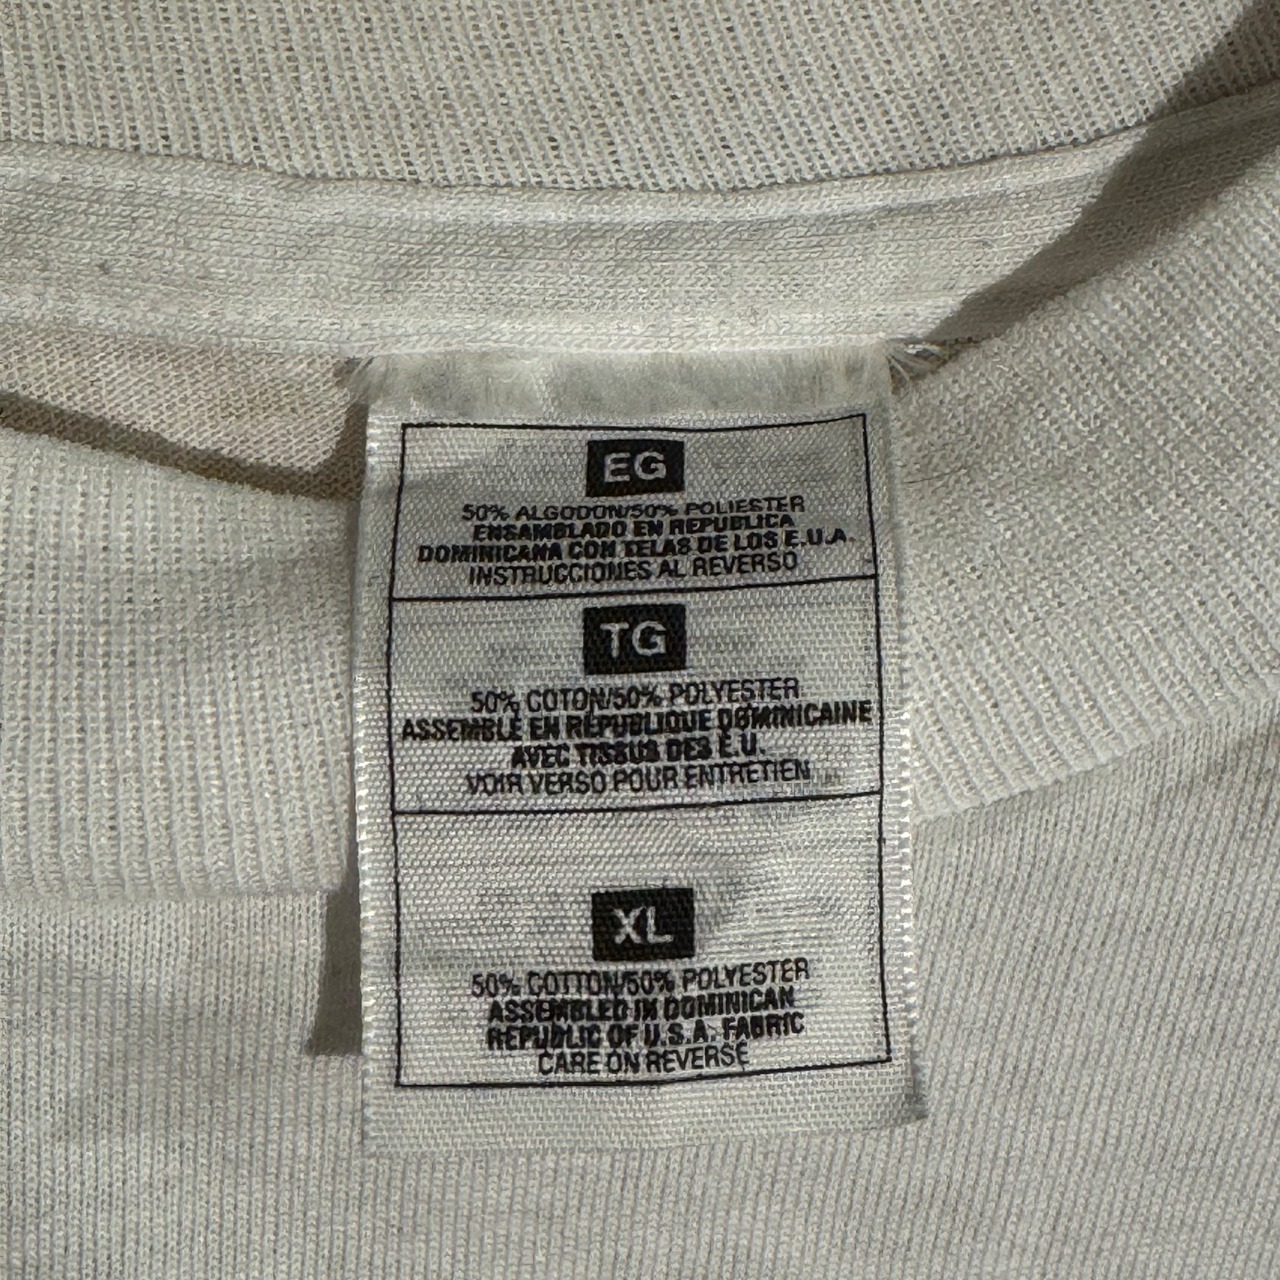 EG
50% ALGODON/50% POLIESTER
ENSAMBLADO EN REPUBLICA
DOMINICANA CON TELAS DE LOS E.U.A.
INSTRUCCIONES AL REVERSO
TG
50% COTON/50% POLYESTER
ASSEMBLÉ EN RÉPUBLIQUE DOMINICAINE
AVEC TISSUS DES É.U.
VOIR VERSO POUR ENTRETIEN
XL
50% COTTON/50% POLYESTER
ASSEMBLED IN DOMINICAN
REPUBLIC OF U.S.A. FABRIC
CARE ON REVERSE